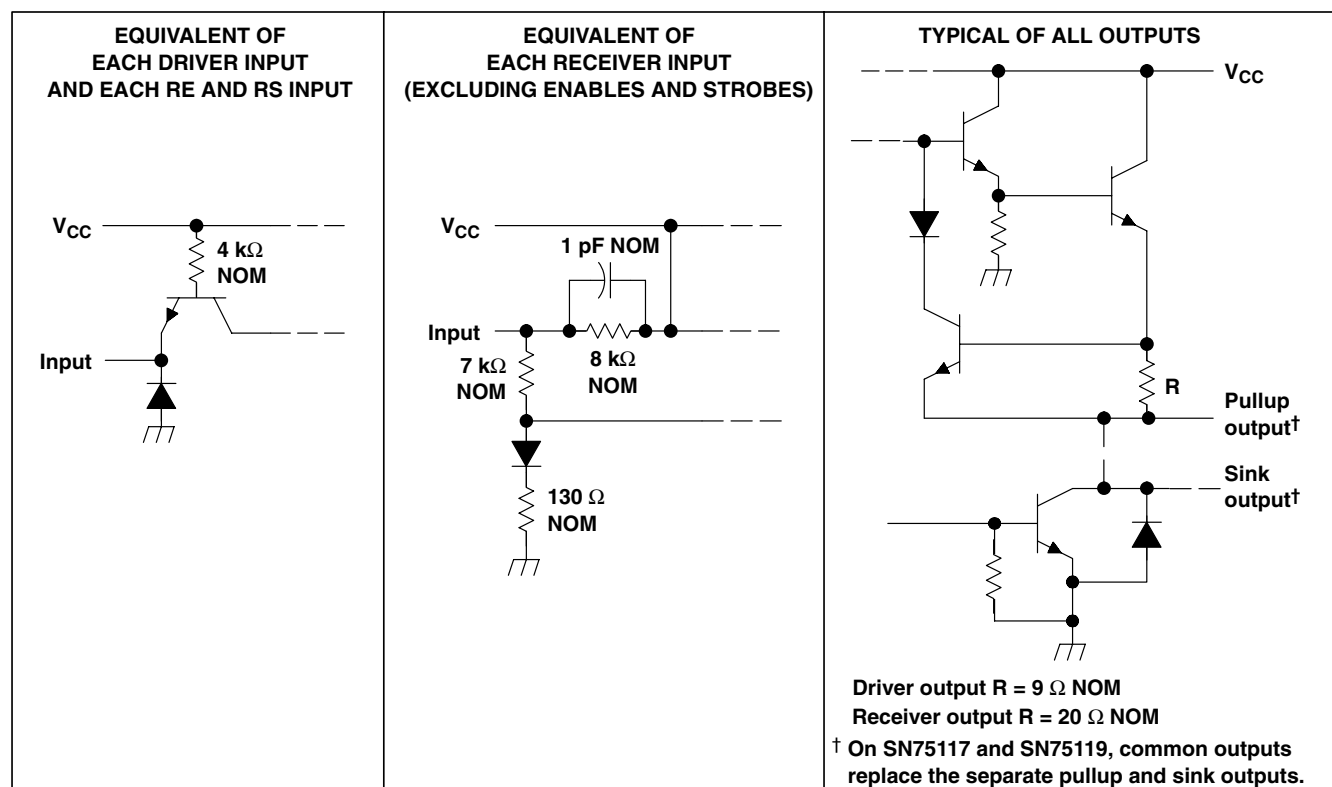 EQUIVALENT OF
EACH DRIVER INPUT
AND EACH RE AND RS INPUT
VCC
4 kΩ
NOM
Input
EQUIVALENT OF
EACH RECEIVER INPUT
(EXCLUDING ENABLES AND STROBES)
VCC
1 pF NOM
Input
7 kΩ
NOM
8 kΩ
NOM
130 Ω
NOM
TYPICAL OF ALL OUTPUTS
VCC
R
Pullup
output†
Sink
output†
Driver output R = 9 Ω NOM
Receiver output R = 20 Ω NOM
† On SN75117 and SN75119, common outputs
replace the separate pullup and sink outputs.